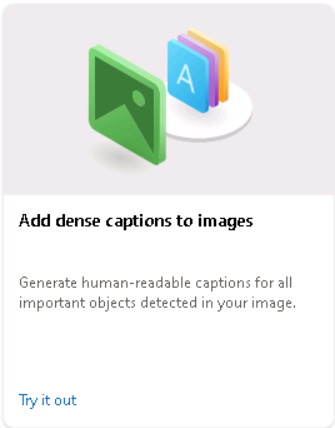 A
Add dense captions to images
Generate human-readable captions for all
important objects detected in your image.
Try it out